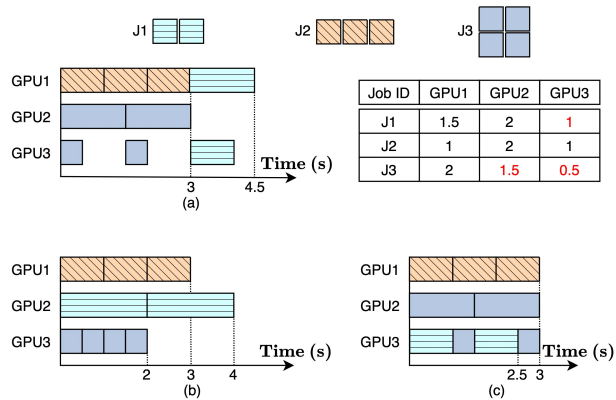 J1
J2
J3
GPU1
GPU2
GPU3
Time (s)
3
4.5
(a)
Job ID GPU1 GPU2 GPU3
J1 1.5 2 1
J2 1 2 1
J3 2 1.5 0.5
GPU1
GPU2
GPU3
Time (s)
2
3
4
(b)
GPU1
GPU2
GPU3
Time (s)
2.5
3
(c)